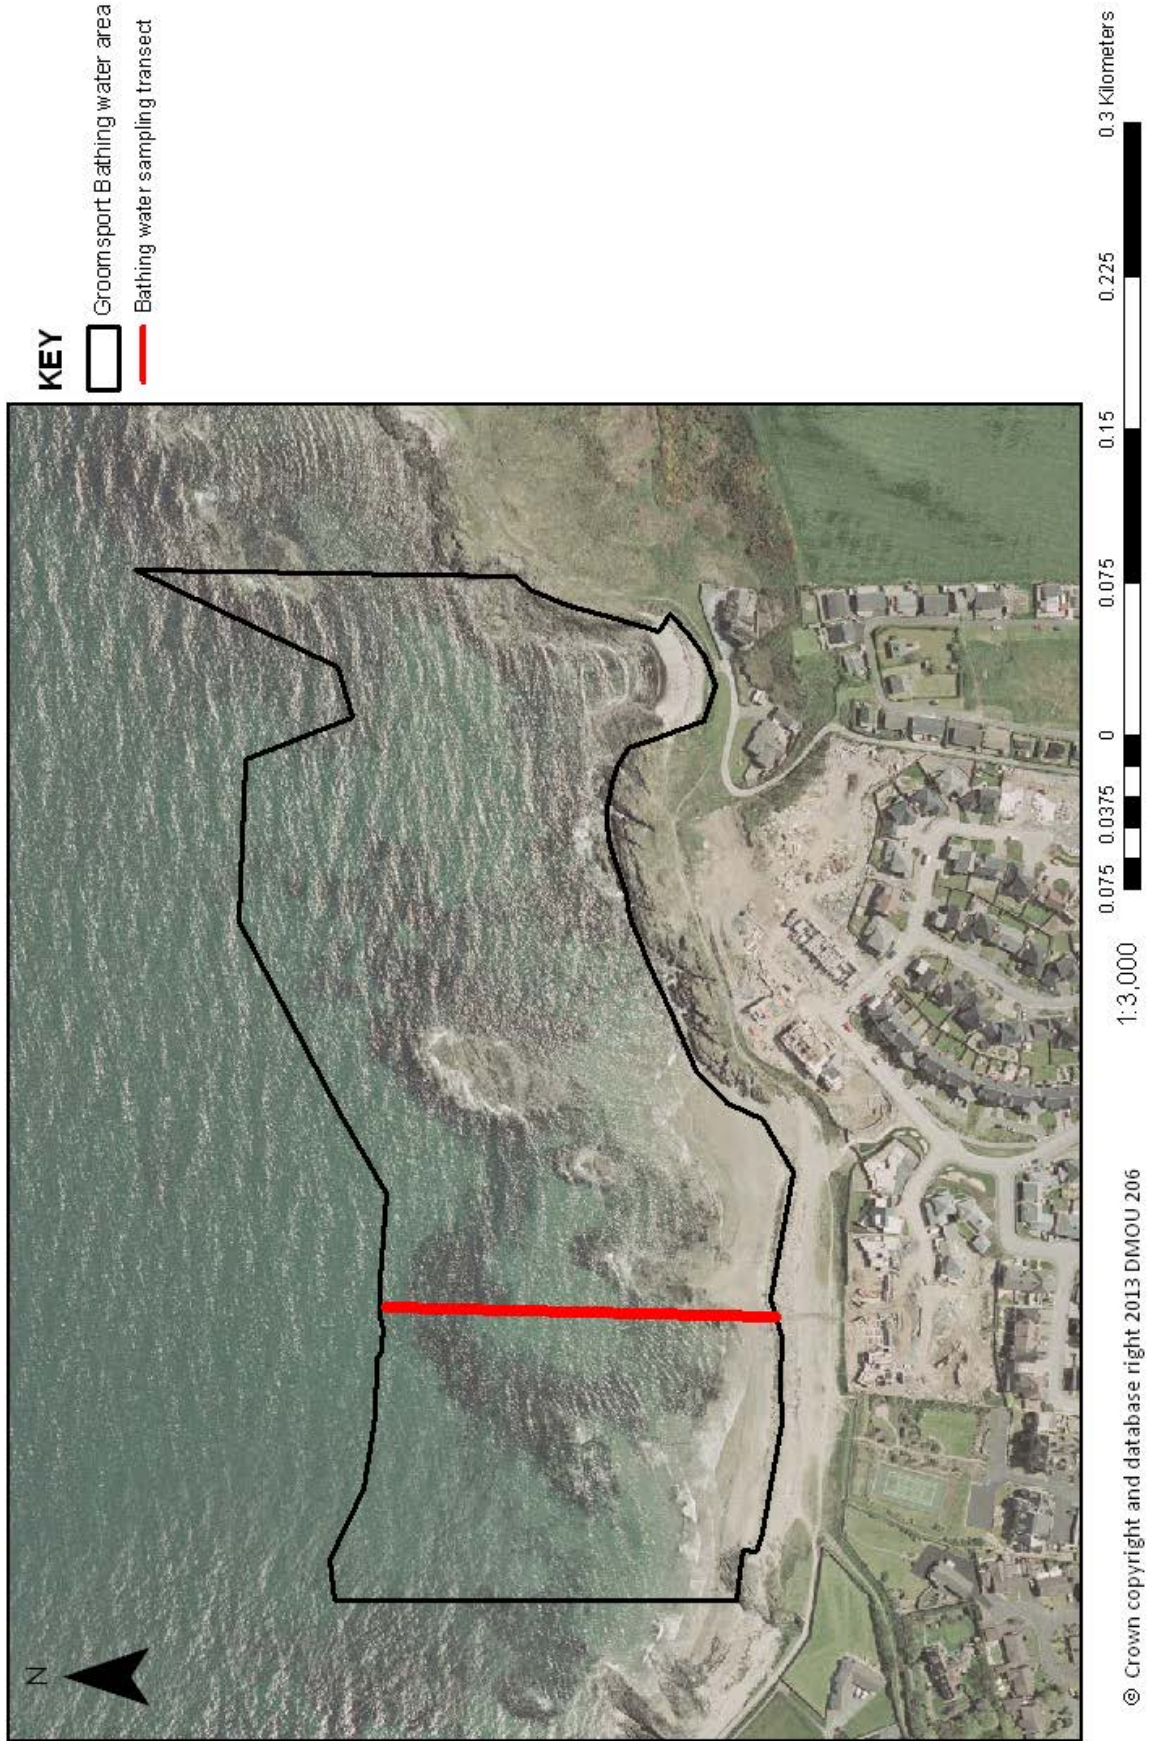 N
KEY
Groomsport Bathing water area
Bathing water sampling transect
1:3,000
0.075 0.0375 0 0.075 0.15 0.225 0.3 Kilometers
© Crown copyright and database right 2013 DMOU 206